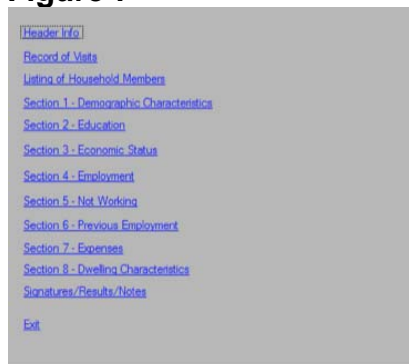 Header Info
Record of Visits
Listing of Household Members
Section 1 - Demographic Characteristics
Section 2 - Education
Section 3 - Economic Status
Section 4 - Employment
Section 5 - Not Working
Section 6 - Previous Employment
Section 7 - Expenses
Section 8 - Dwelling Characteristics
Signatures/Results/Notes
Exit